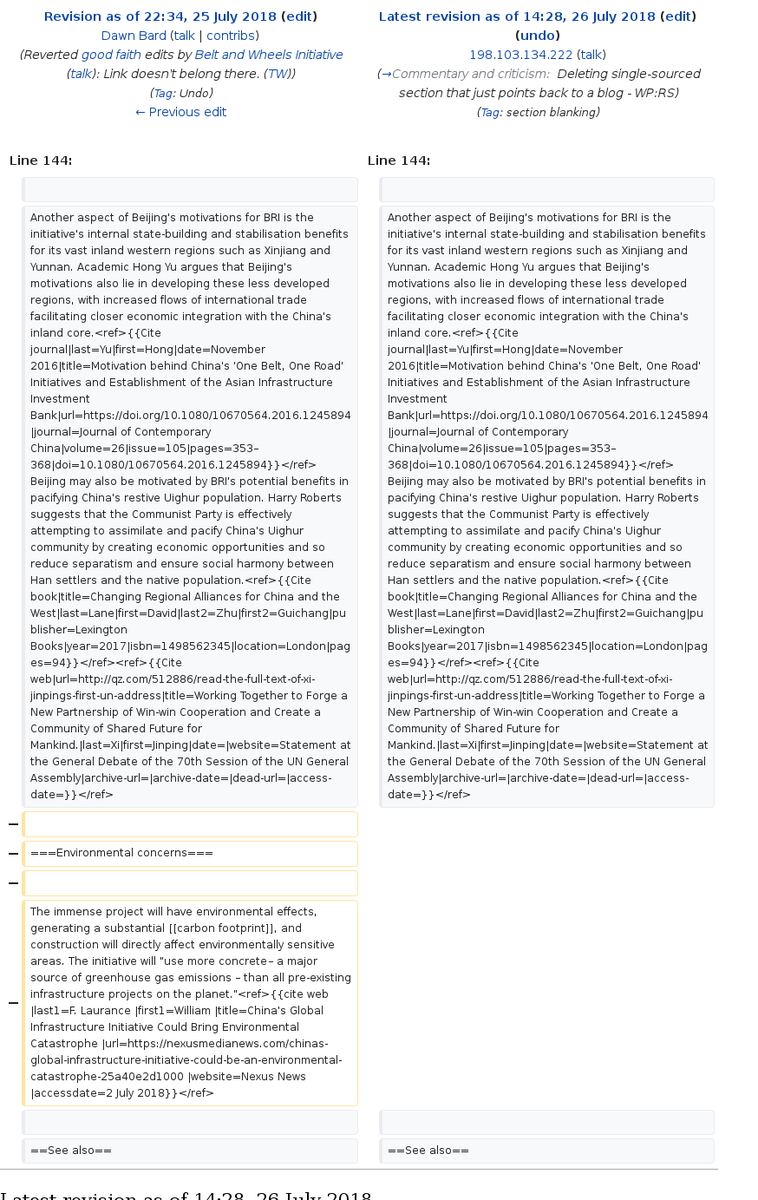 Revision as of 22:34, 25 July 2018 (edit)
Dawn Bard (talk | contribs)
(Reverted good faith edits by Belt and Wheels Initiative
(talk): Link doesn't belong there. (TW))
(Tag: Undo)
← Previous edit
Latest revision as of 14:28, 26 July 2018 (edit)
(undo)
198.103.134.222 (talk)
(→Commentary and criticism: Deleting single-sourced
section that just points back to a blog - WP:RS)
(Tag: section blanking)
Line 144:
Line 144:
Another aspect of Beijing's motivations for BRI is the
initiative's internal state-building and stabilisation benefits
for its vast inland western regions such as Xinjiang and
Yunnan. Academic Hong Yu argues that Beijing's
motivations also lie in developing these less developed
regions, with increased flows of international trade
facilitating closer economic integration with the China's
inland core.<ref>{{Cite
journal|last=Yu|first=Hong|date=November
2016|title=Motivation behind China's 'One Belt, One Road'
Initiatives and Establishment of the Asian Infrastructure
Investment
Bank|url=https://doi.org/10.1080/10670564.2016.1245894
|journal=Journal of Contemporary
China|volume=26|issue=105|pages=353–
368|doi=10.1080/10670564.2016.1245894}}</ref>
Beijing may also be motivated by BRI's potential benefits in
pacifying China's restive Uighur population. Harry Roberts
suggests that the Communist Party is effectively
attempting to assimilate and pacify China's Uighur
community by creating economic opportunities and so
reduce separatism and ensure social harmony between
Han settlers and the native population.<ref>{{Cite
book|title=Changing Regional Alliances for China and the
West|last=Lane|first=David|last2=Zhu|first2=Guichang|pu
blisher=Lexington
Books|year=2017|isbn=1498562345|location=London|pag
es=94}}</ref><ref>{{Cite
web|url=http://qz.com/512886/read-the-full-text-of-xi-
jinpings-first-un-address|title=Working Together to Forge a
New Partnership of Win-win Cooperation and Create a
Community of Shared Future for
Mankind.|last=Xi|first=Jinping|date=|website=Statement at
the General Debate of the 70th Session of the UN General
Assembly|archive-url=|archive-date=|dead-url=|access-
date=}}</ref>
Another aspect of Beijing's motivations for BRI is the
initiative's internal state-building and stabilisation benefits
for its vast inland western regions such as Xinjiang and
Yunnan. Academic Hong Yu argues that Beijing's
motivations also lie in developing these less developed
regions, with increased flows of international trade
facilitating closer economic integration with the China's
inland core.<ref>{{Cite
journal|last=Yu|first=Hong|date=November
2016|title=Motivation behind China's 'One Belt, One Road'
Initiatives and Establishment of the Asian Infrastructure
Investment
Bank|url=https://doi.org/10.1080/10670564.2016.1245894
|journal=Journal of Contemporary
China|volume=26|issue=105|pages=353–
368|doi=10.1080/10670564.2016.1245894}}</ref>
Beijing may also be motivated by BRI's potential benefits in
pacifying China's restive Uighur population. Harry Roberts
suggests that the Communist Party is effectively
attempting to assimilate and pacify China's Uighur
community by creating economic opportunities and so
reduce separatism and ensure social harmony between
Han settlers and the native population.<ref>{{Cite
book|title=Changing Regional Alliances for China and the
West|last=Lane|first=David|last2=Zhu|first2=Guichang|pu
blisher=Lexington
Books|year=2017|isbn=1498562345|location=London|pag
es=94}}</ref><ref>{{Cite
web|url=http://qz.com/512886/read-the-full-text-of-xi-
jinpings-first-un-address|title=Working Together to Forge a
New Partnership of Win-win Cooperation and Create a
Community of Shared Future for
Mankind.|last=Xi|first=Jinping|date=|website=Statement at
the General Debate of the 70th Session of the UN General
Assembly|archive-url=|archive-date=|dead-url=|access-
date=}}</ref>
−
− ===Environmental concerns===
−
− The immense project will have environmental effects,
generating a substantial [[carbon footprint]], and
construction will directly affect environmentally sensitive
areas. The initiative will "use more concrete– a major
source of greenhouse gas emissions – than all pre-existing
infrastructure projects on the planet."<ref>{{cite web
|last1=F. Laurance |first1=William |title=China's Global
Infrastructure Initiative Could Bring Environmental
Catastrophe |url=https://nexusmedianews.com/chinas-
global-infrastructure-initiative-could-be-an-environmental-
catastrophe-25a40e2d1000 |website=Nexus News
|accessdate=2 July 2018}}</ref>
==See also==
==See also==
Latest revision as of 14:28, 26 July 2018